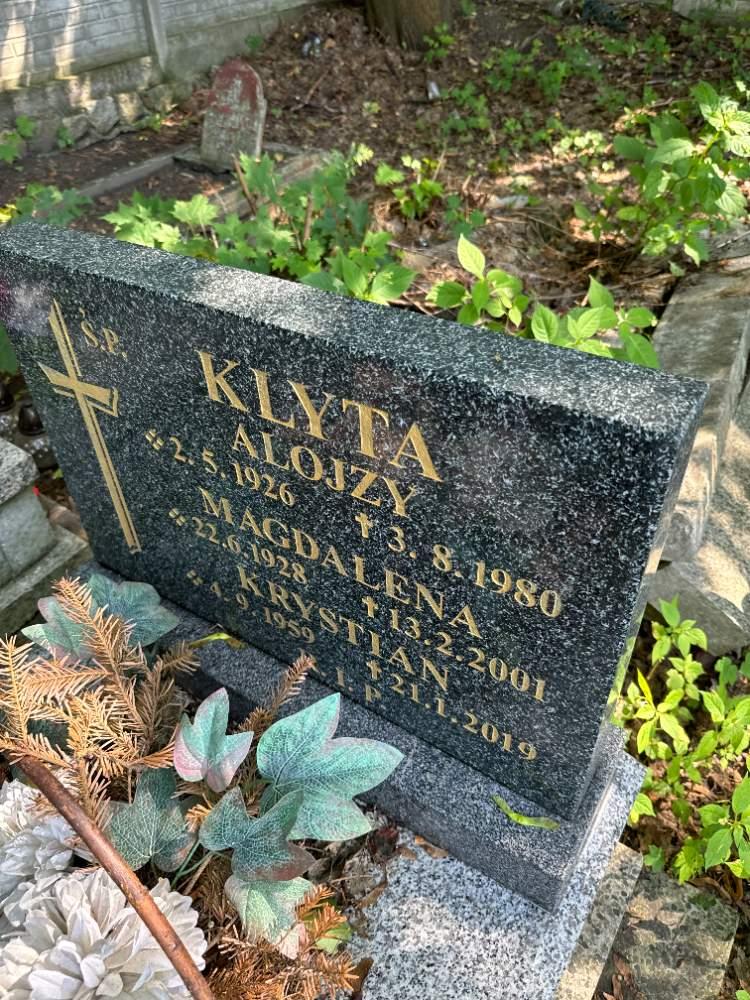 Ś.P.
KLYTA
ALOJZY
* 2. 5. 1926 † 3. 8. 1980
MAGDALENA
* 22.6.1928 † 13.2.2001
KRYSTIAN
* 4. 9. 1959 † 21.1.2019
I. P.